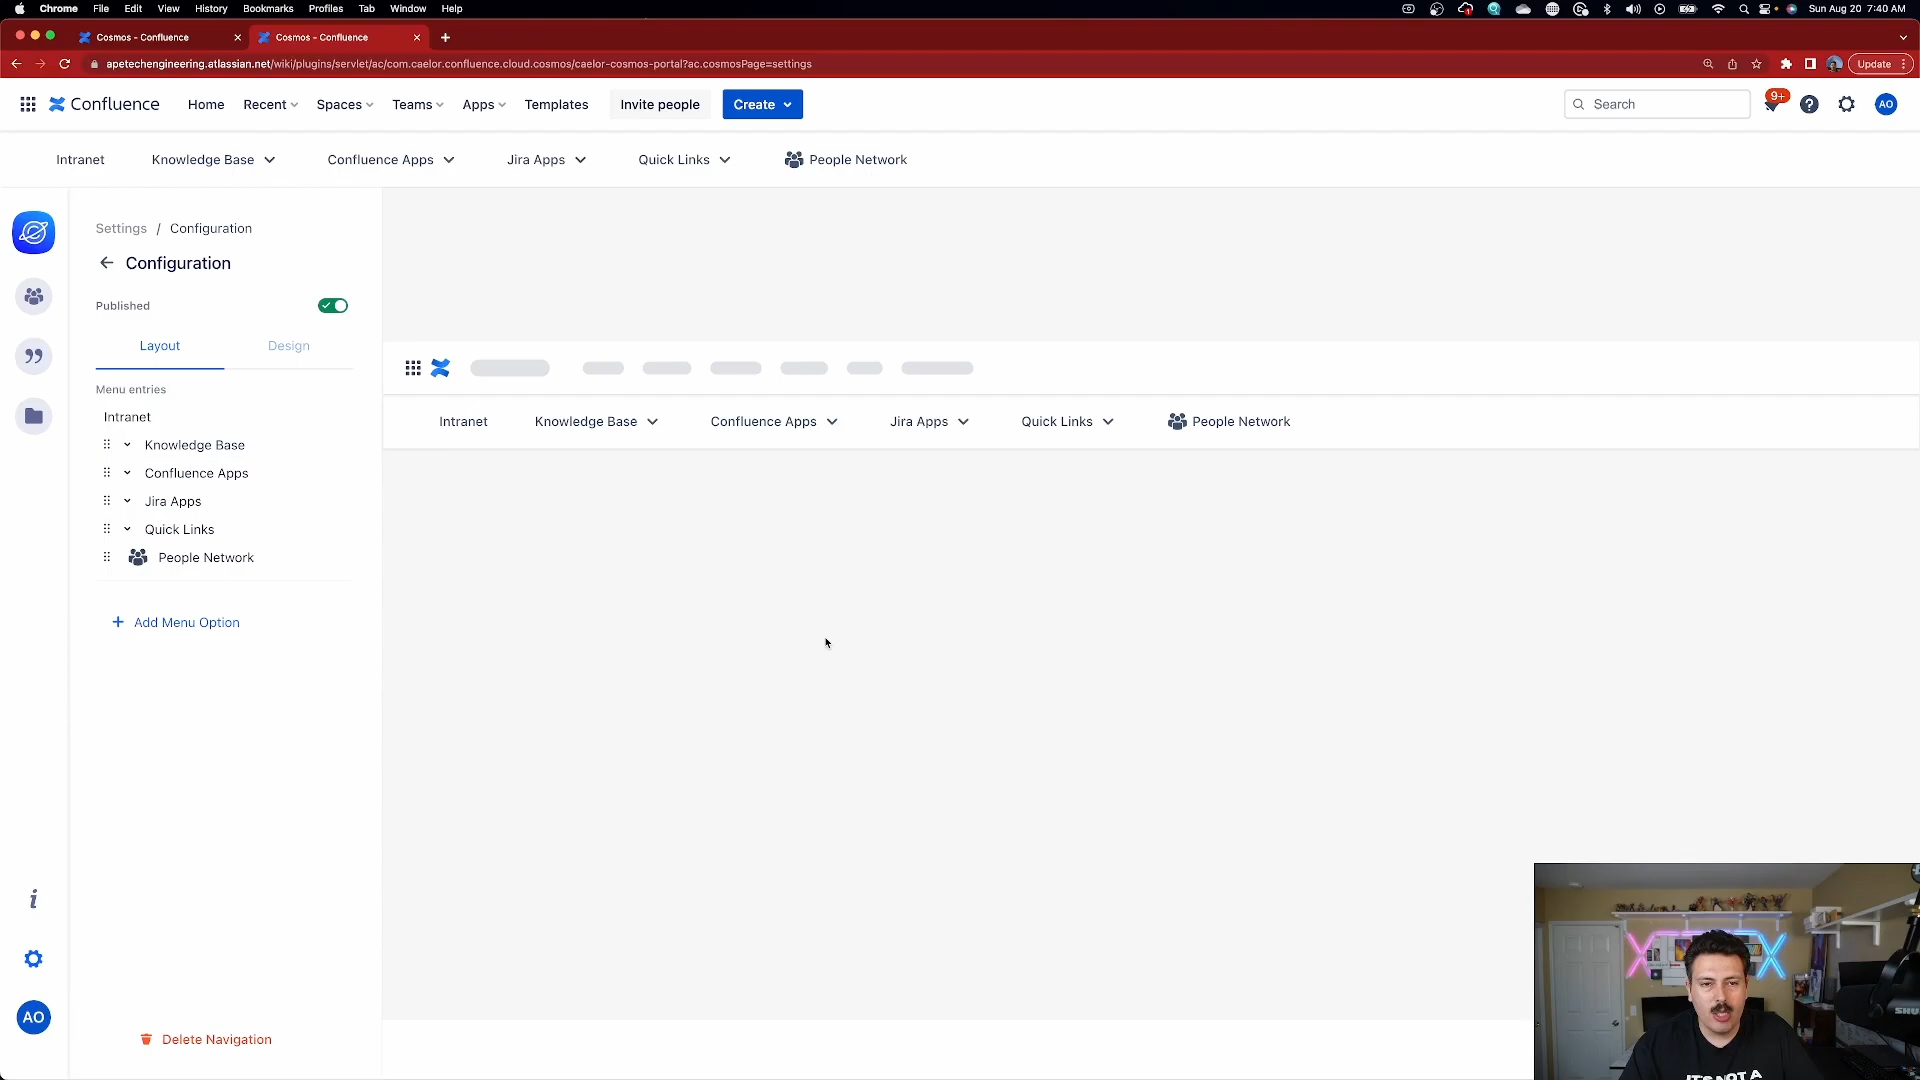 Chrome File Edit View History Bookmarks Profiles Tab Window Help Sun Aug 20 7:40 AM
Cosmos - Confluence Cosmos - Confluence
apetechengineering.atlassian.net/wiki/plugins/servlet/ac/com.caelor.confluence.cloud.cosmos/caelor-cosmos-portal?ac.cosmosPage=settings Update
Confluence Home Recent Spaces Teams Apps Templates Invite people Create Search 9+ AO
Intranet Knowledge Base Confluence Apps Jira Apps Quick Links People Network
Settings / Configuration
Configuration
Published
Layout Design
Menu entries
Intranet
Knowledge Base
Confluence Apps
Jira Apps
Quick Links
People Network
Add Menu Option
Intranet Knowledge Base Confluence Apps Jira Apps Quick Links People Network
AO
Delete Navigation
IT'S NOT A